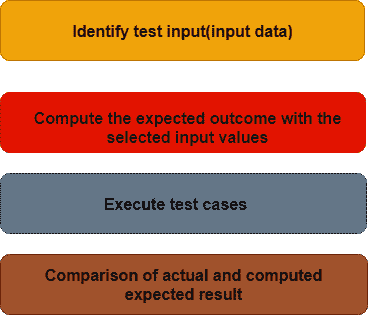 Identify test input(input data)
Compute the expected outcome with the
selected input values
Execute test cases
Comparison of actual and computed
expected result